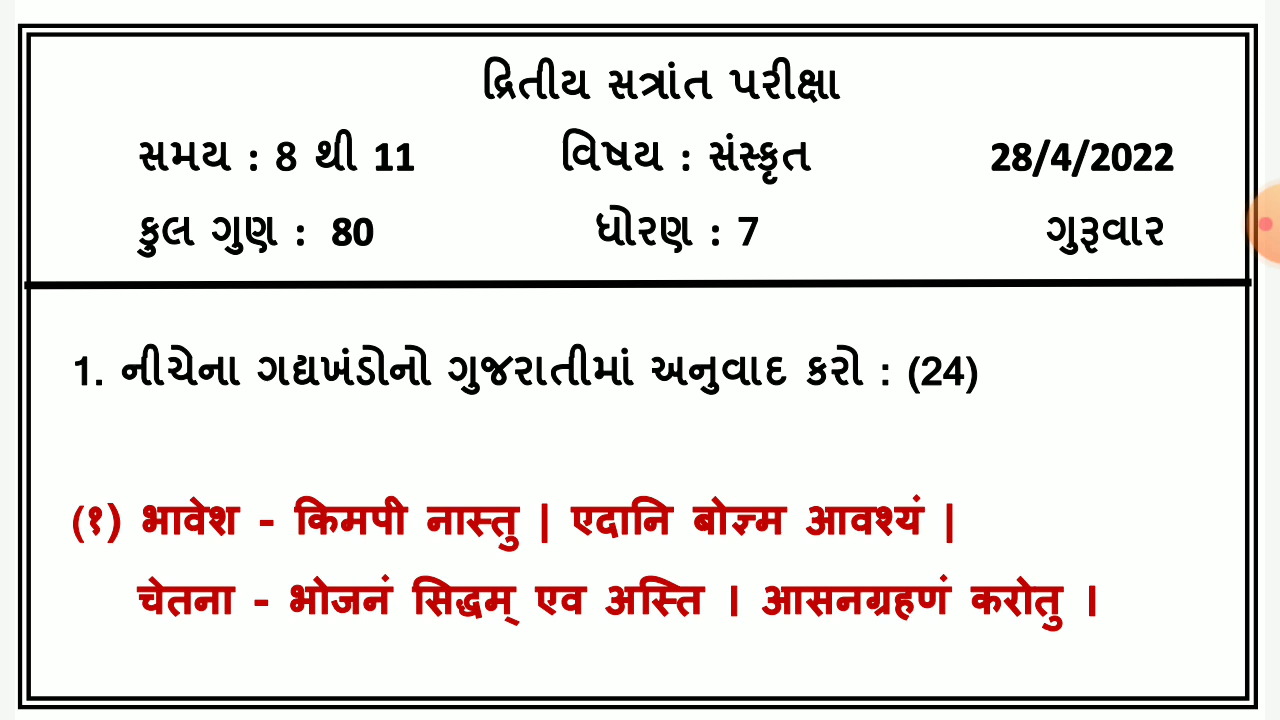 દ્રિતીય સત્રાંત પરીક્ષા
સમય : 8 થી 11 વિષય : સંસ્કૃત 28/4/2022
કુલ ગુણ : 80 ધોરણ : 7 ગુરૂવાર
1. નીચેના ગદ્યખંડોનો ગુજરાતીમાં અનુવાદ કરો : (24)
(१) भावेश - किमपी नास्तु | एदानि बोज्म आवश्यं |
चेतना - भोजनं सिद्धम् एव अस्ति । आसनग्रहणं करोतु ।